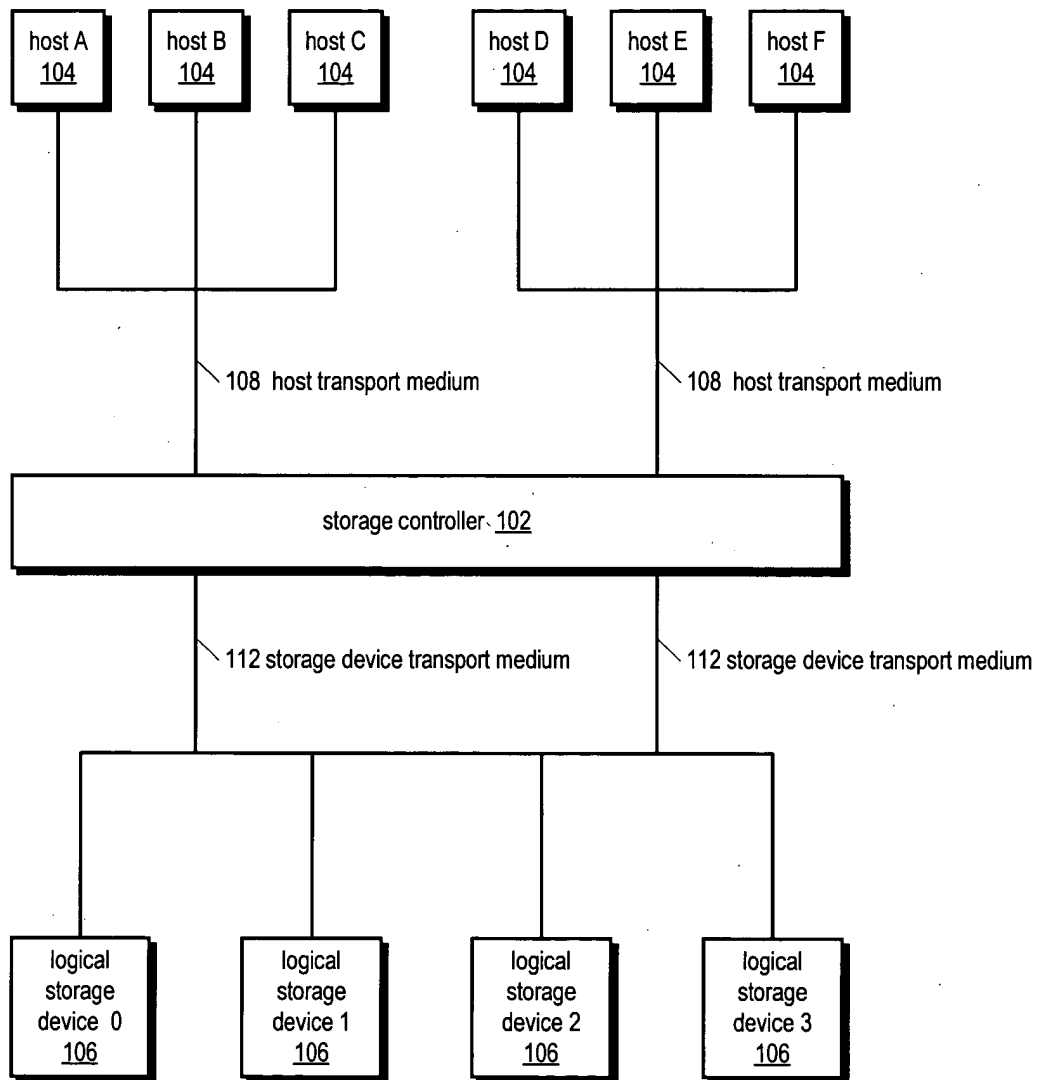 host A
104
host B
104
host C
104
host D
104
host E
104
host F
104
108 host transport medium
108 host transport medium
storage controller 102
112 storage device transport medium
112 storage device transport medium
logical
storage
device 0
106
logical
storage
device 1
106
logical
storage
device 2
106
logical
storage
device 3
106